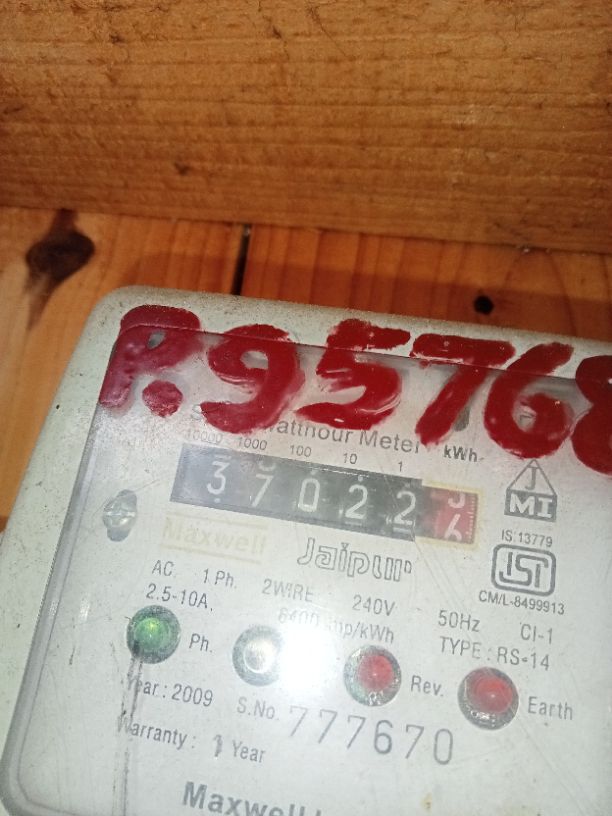 P.95768
Watthour Meter kWh
10000 1000 100 10 1
37022
JMI
Maxwell
Jaipur
IS:13779
ISI
CM/L-8499913
AC. 1 Ph. 2WIRE 240V 50Hz Cl-1
2.5-10A. 6400 imp/kWh TYPE : RS-14
Ph. Rev. Earth
Year : 2009 S.No. 777670
Warranty : 1 Year
Maxwell